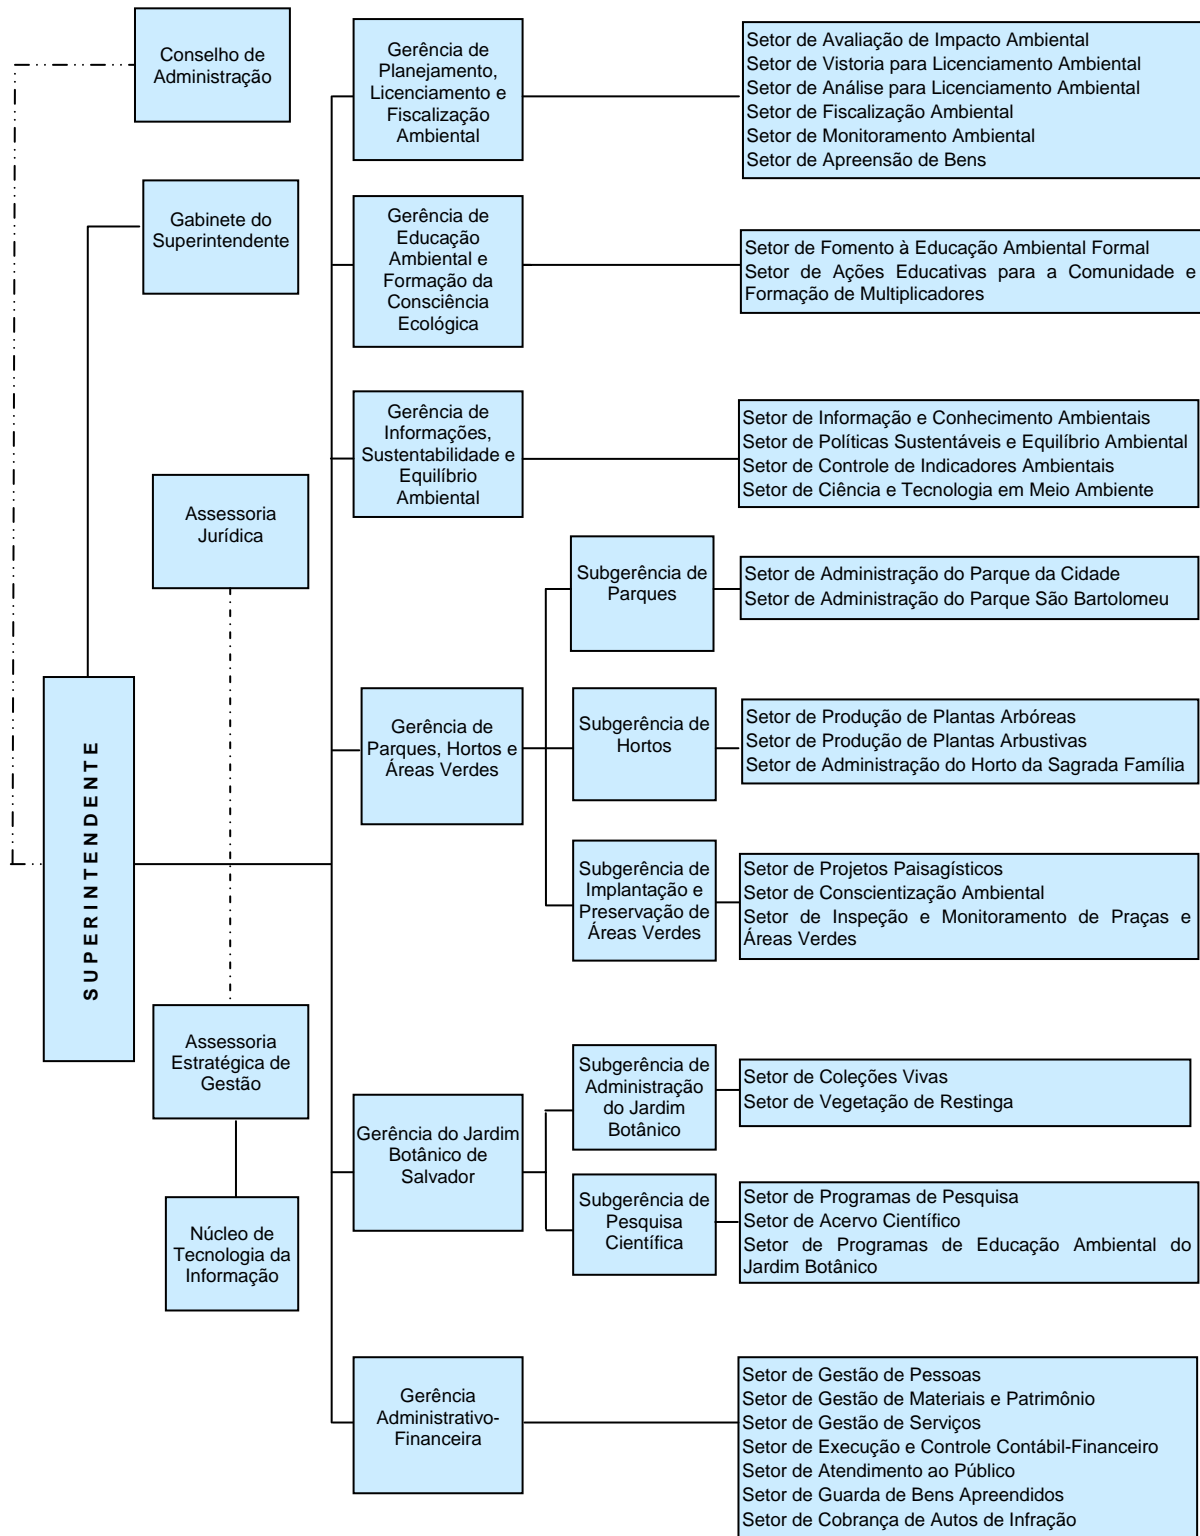 Conselho de
Administração
Gabinete do
Superintendente
Assessoria
Jurídica
SUPERINTENDENTE
Assessoria
Estratégica de
Gestão
Núcleo de
Tecnologia da
Informação
Gerência de
Planejamento,
Licenciamento e
Fiscalização
Ambiental
Setor de Avaliação de Impacto Ambiental
Setor de Vistoria para Licenciamento Ambiental
Setor de Análise para Licenciamento Ambiental
Setor de Fiscalização Ambiental
Setor de Monitoramento Ambiental
Setor de Apreensão de Bens
Gerência de
Educação
Ambiental e
Formação da
Consciência
Ecológica
Setor de Fomento à Educação Ambiental Formal
Setor de Ações Educativas para a Comunidade e
Formação de Multiplicadores
Gerência de
Informações,
Sustentabilidade e
Equilíbrio
Ambiental
Setor de Informação e Conhecimento Ambientais
Setor de Políticas Sustentáveis e Equilíbrio Ambiental
Setor de Controle de Indicadores Ambientais
Setor de Ciência e Tecnologia em Meio Ambiente
Gerência de
Parques, Hortos e
Áreas Verdes
Subgerência de
Parques
Setor de Administração do Parque da Cidade
Setor de Administração do Parque São Bartolomeu
Subgerência de
Hortos
Setor de Produção de Plantas Arbóreas
Setor de Produção de Plantas Arbustivas
Setor de Administração do Horto da Sagrada Família
Subgerência de
Implantação e
Preservação de
Áreas Verdes
Setor de Projetos Paisagísticos
Setor de Conscientização Ambiental
Setor de Inspeção e Monitoramento de Praças e
Áreas Verdes
Gerência do Jardim
Botânico de
Salvador
Subgerência de
Administração
do Jardim
Botânico
Setor de Coleções Vivas
Setor de Vegetação de Restinga
Subgerência de
Pesquisa
Científica
Setor de Programas de Pesquisa
Setor de Acervo Científico
Setor de Programas de Educação Ambiental do
Jardim Botânico
Gerência
Administrativo-
Financeira
Setor de Gestão de Pessoas
Setor de Gestão de Materiais e Patrimônio
Setor de Gestão de Serviços
Setor de Execução e Controle Contábil-Financeiro
Setor de Atendimento ao Público
Setor de Guarda de Bens Apreendidos
Setor de Cobrança de Autos de Infração